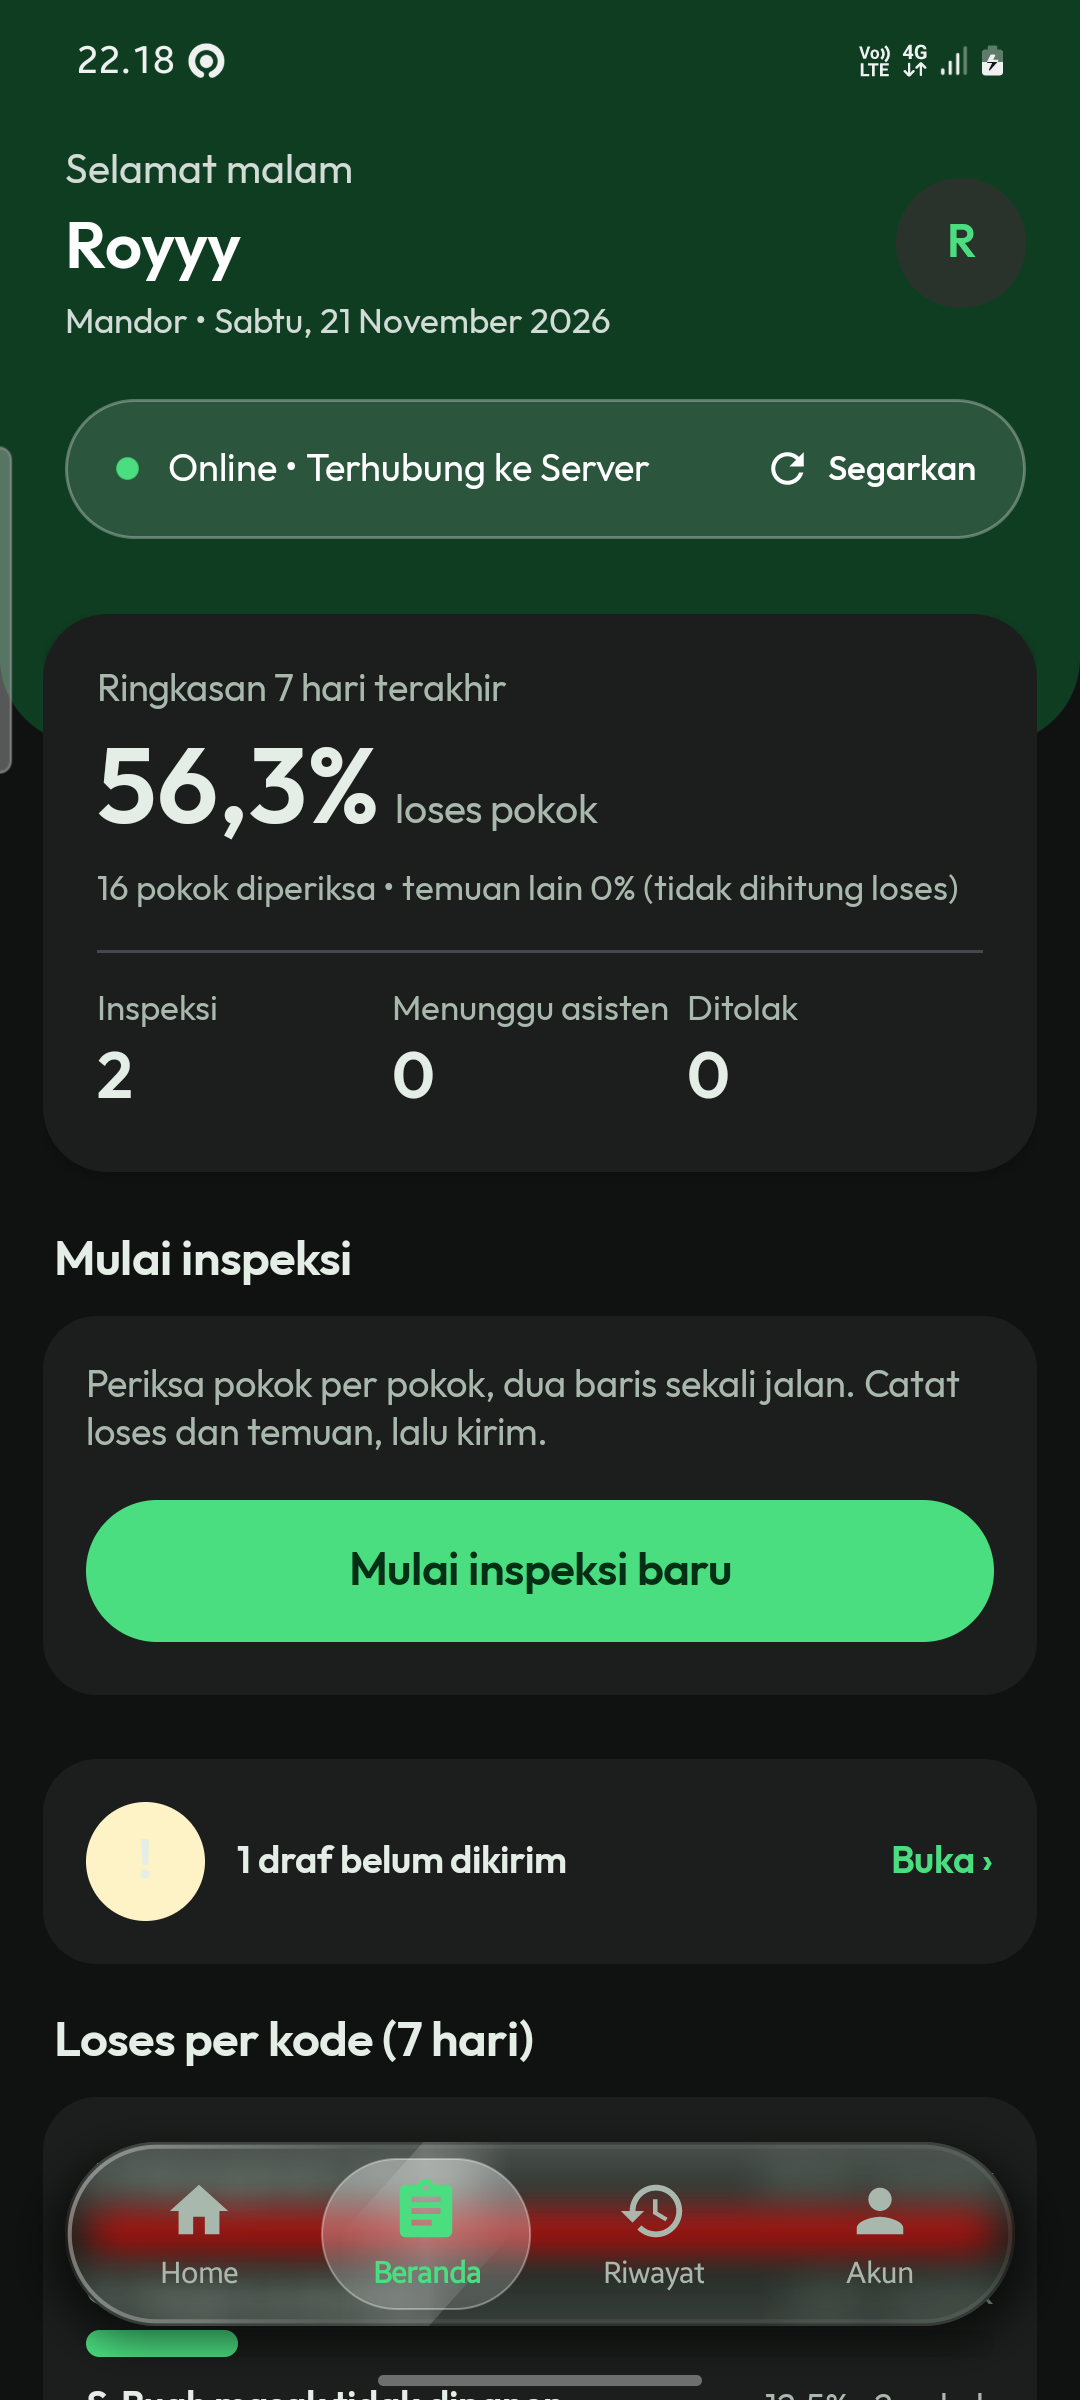 22.18
Vo)) LTE 4G
Selamat malam
Royyy
R
Mandor • Sabtu, 21 November 2026
Online • Terhubung ke Server
Segarkan
Ringkasan 7 hari terakhir
56,3% loses pokok
16 pokok diperiksa • temuan lain 0% (tidak dihitung loses)
Inspeksi Menunggu asisten Ditolak
2 0 0
Mulai inspeksi
Periksa pokok per pokok, dua baris sekali jalan. Catat
loses dan temuan, lalu kirim.
Mulai inspeksi baru
! 1 draf belum dikirim Buka ›
Loses per kode (7 hari)
Home Beranda Riwayat Akun